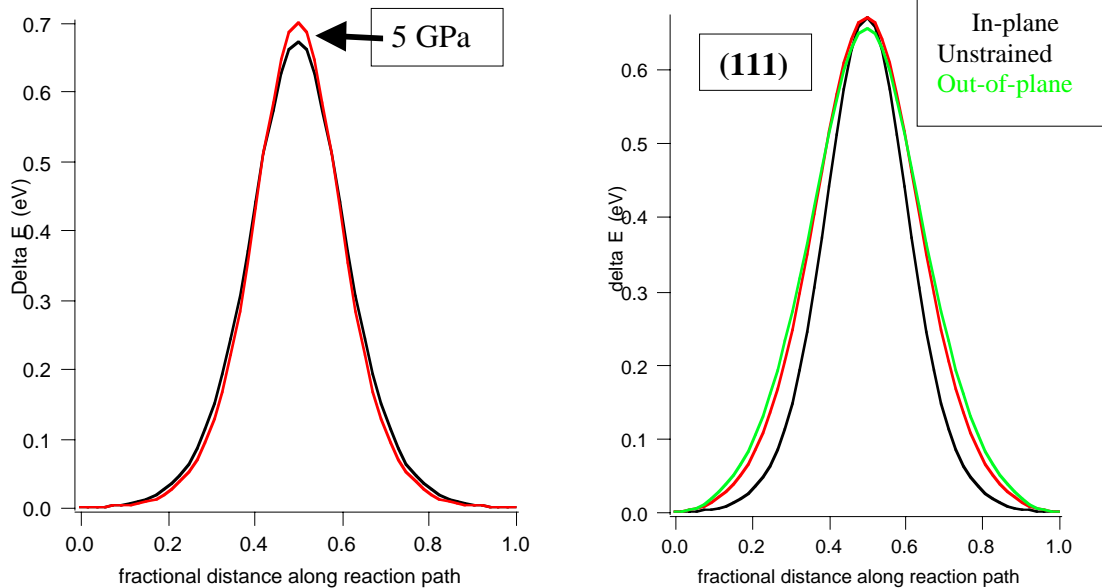 0.7
0.6
0.5
0.4
0.3
0.2
0.1
0.0
Delta E (eV)
5 GPa
0.0 0.2 0.4 0.6 0.8 1.0
fractional distance along reaction path
0.6
0.5
0.4
0.3
0.2
0.1
0.0
delta E (eV)
(111)
In-plane
Unstrained
Out-of-plane
0.0 0.2 0.4 0.6 0.8 1.0
fractional distance along reaction path